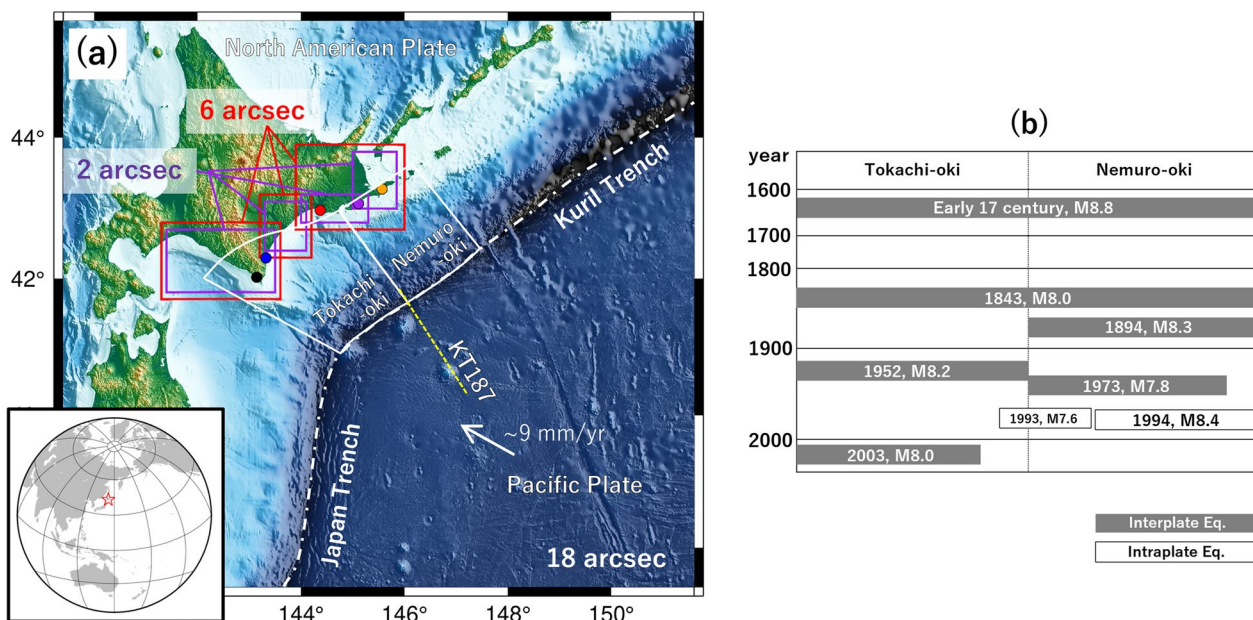 (a)
North American Plate
6 arcsec
2 arcsec
44°
42°
Kuril Trench
Nemuro
-oki
Tokachi
-oki
KT187
~9 mm/yr
Pacific Plate
Japan Trench
18 arcsec
144°
146°
148°
150°
(b)
year
Tokachi-oki
Nemuro-oki
1600
Early 17 century, M8.8
1700
1800
1843, M8.0
1894, M8.3
1900
1952, M8.2
1973, M7.8
1993, M7.6
1994, M8.4
2000
2003, M8.0
Interplate Eq.
Intraplate Eq.